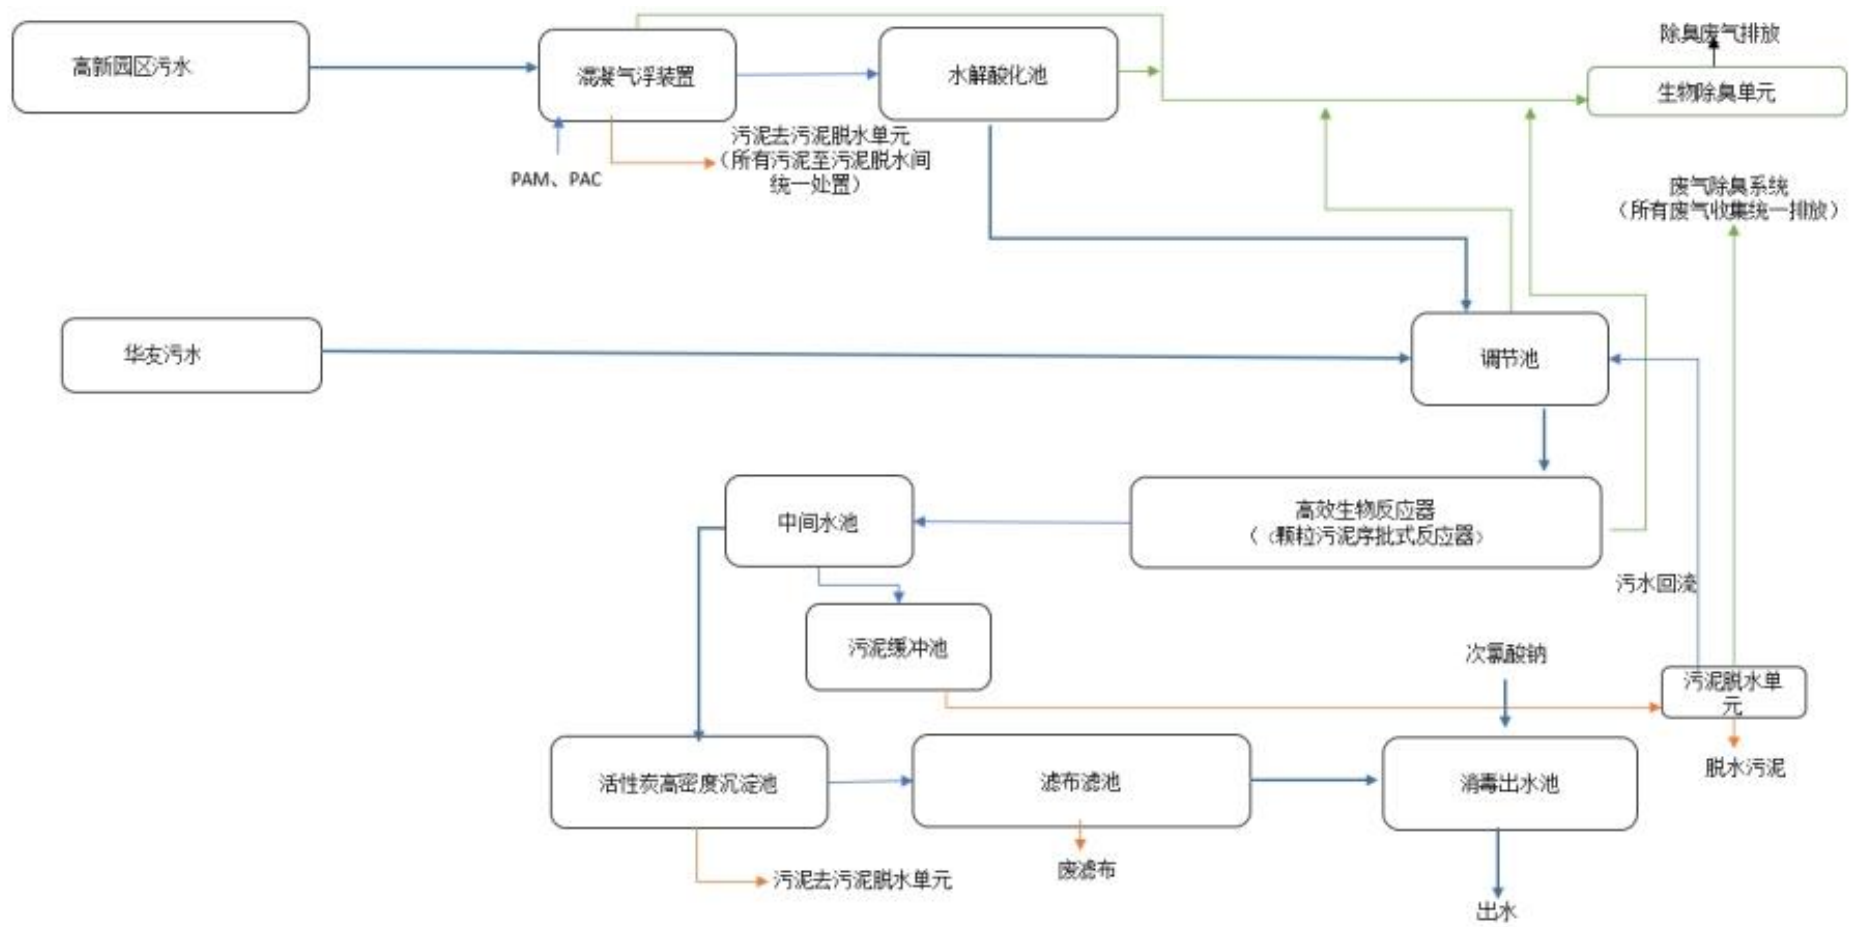 除臭废气排放
高新园区污水
混凝气浮装置
水解酸化池
生物除臭单元
污泥去污泥脱水单元
（所有污泥至污泥脱水间
统一处置）
PAM、PAC
废气除臭系统
（所有废气收集统一排放）
华友污水
调节池
中间水池
高效生物反应器
（（颗粒污泥序批式反应器）
污水回流
污泥缓冲池
次氯酸钠
污泥脱水单
元
脱水污泥
活性炭高密度沉淀池
滤布滤池
消毒出水池
污泥去污泥脱水单元
废滤布
出水